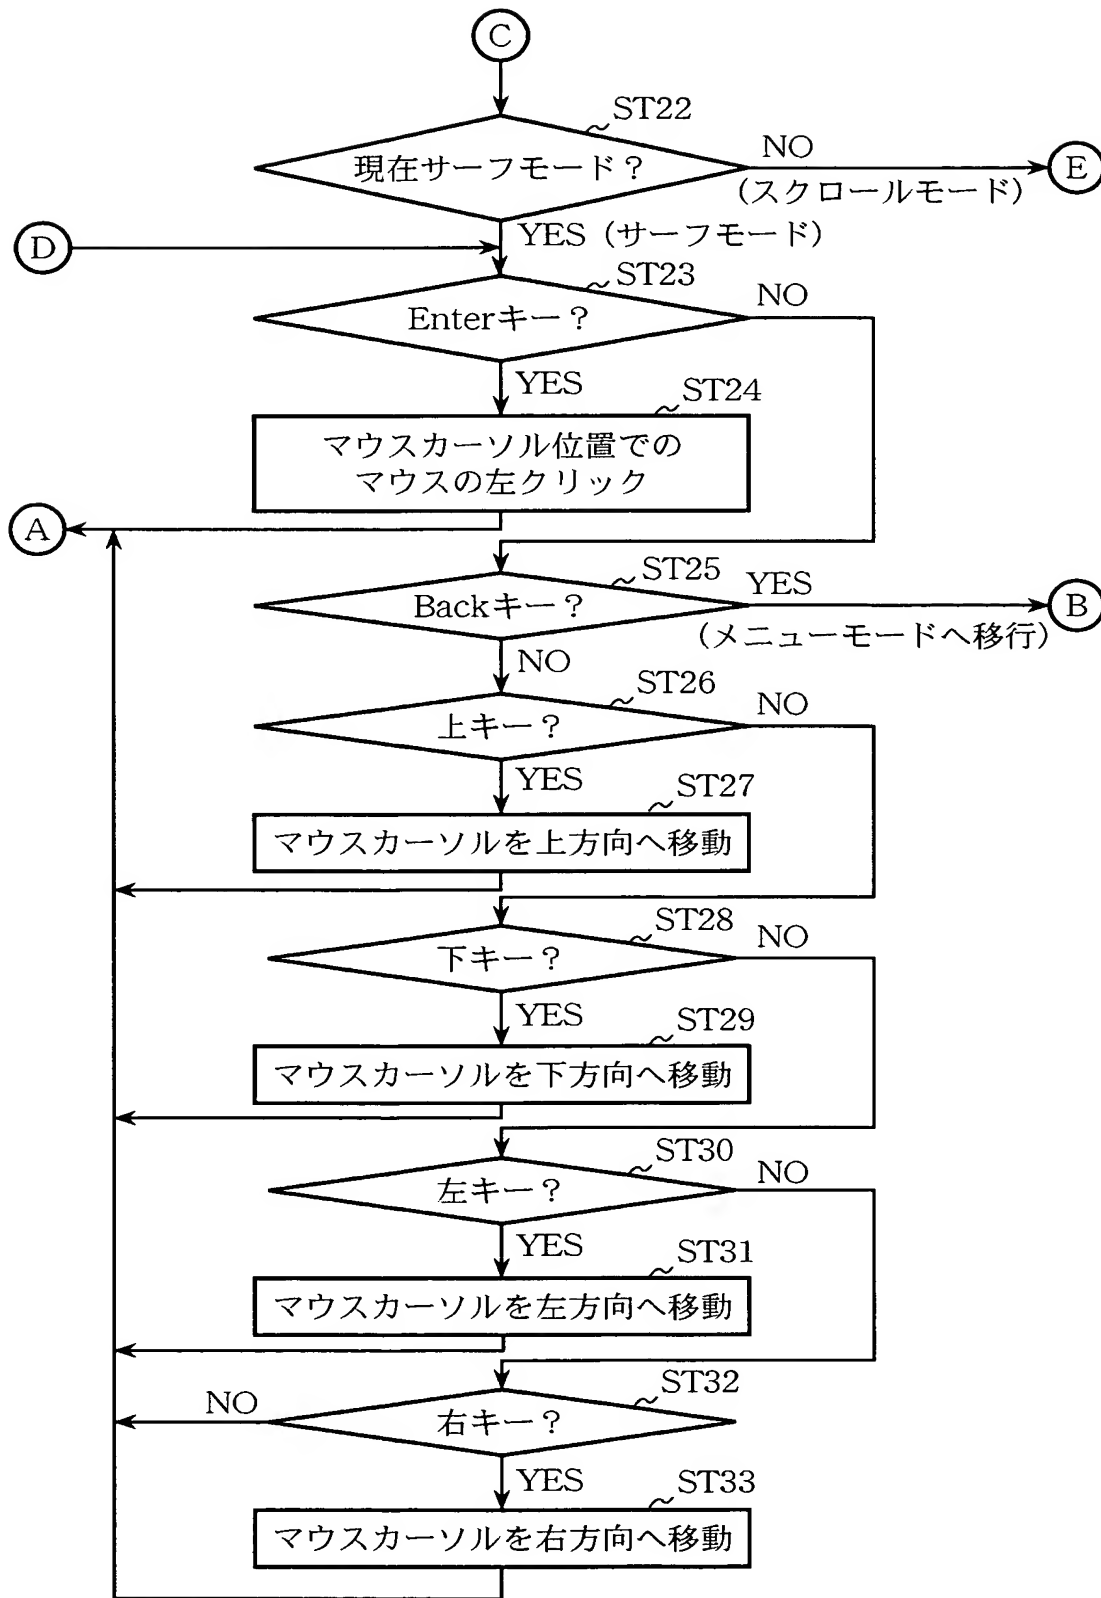 C
ST22
現在サーフモード？
NO
(スクロールモード)
E
D
YES (サーフモード)
ST23
Enterキー？
NO
YES
ST24
マウスカーソル位置での
マウスの左クリック
A
ST25
Backキー？
YES
(メニューモードへ移行)
B
NO
ST26
上キー？
NO
YES
ST27
マウスカーソルを上方向へ移動
ST28
下キー？
NO
YES
ST29
マウスカーソルを下方向へ移動
ST30
左キー？
NO
YES
ST31
マウスカーソルを左方向へ移動
ST32
NO
右キー？
YES
ST33
マウスカーソルを右方向へ移動